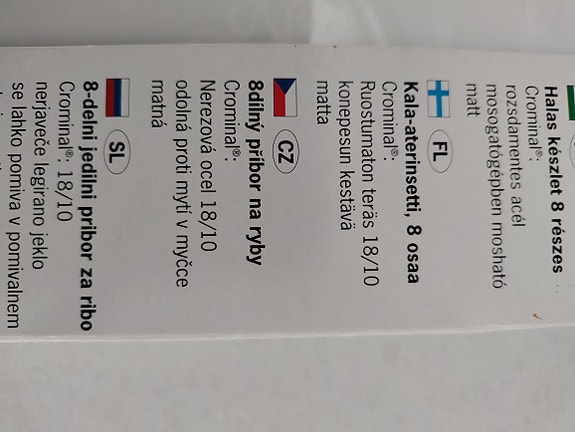 Halas készlet 8 részes
Crominal®:
rozsdamentes acél
mosogatógépben mosható
matt
FL
Kala-aterinsetti, 8 osaa
Crominal®:
Ruostumaton teräs 18/10
konepesun kestävä
matta
CZ
8dílný příbor na ryby
Crominal®:
Nerezová ocel 18/10
odolná proti mytí v myčce
matná
SL
8-delni jedilni pribor za ribo
Crominal®: 18/10
nerjaveče legirano jeklo
se lahko pomiva v pomivalnem